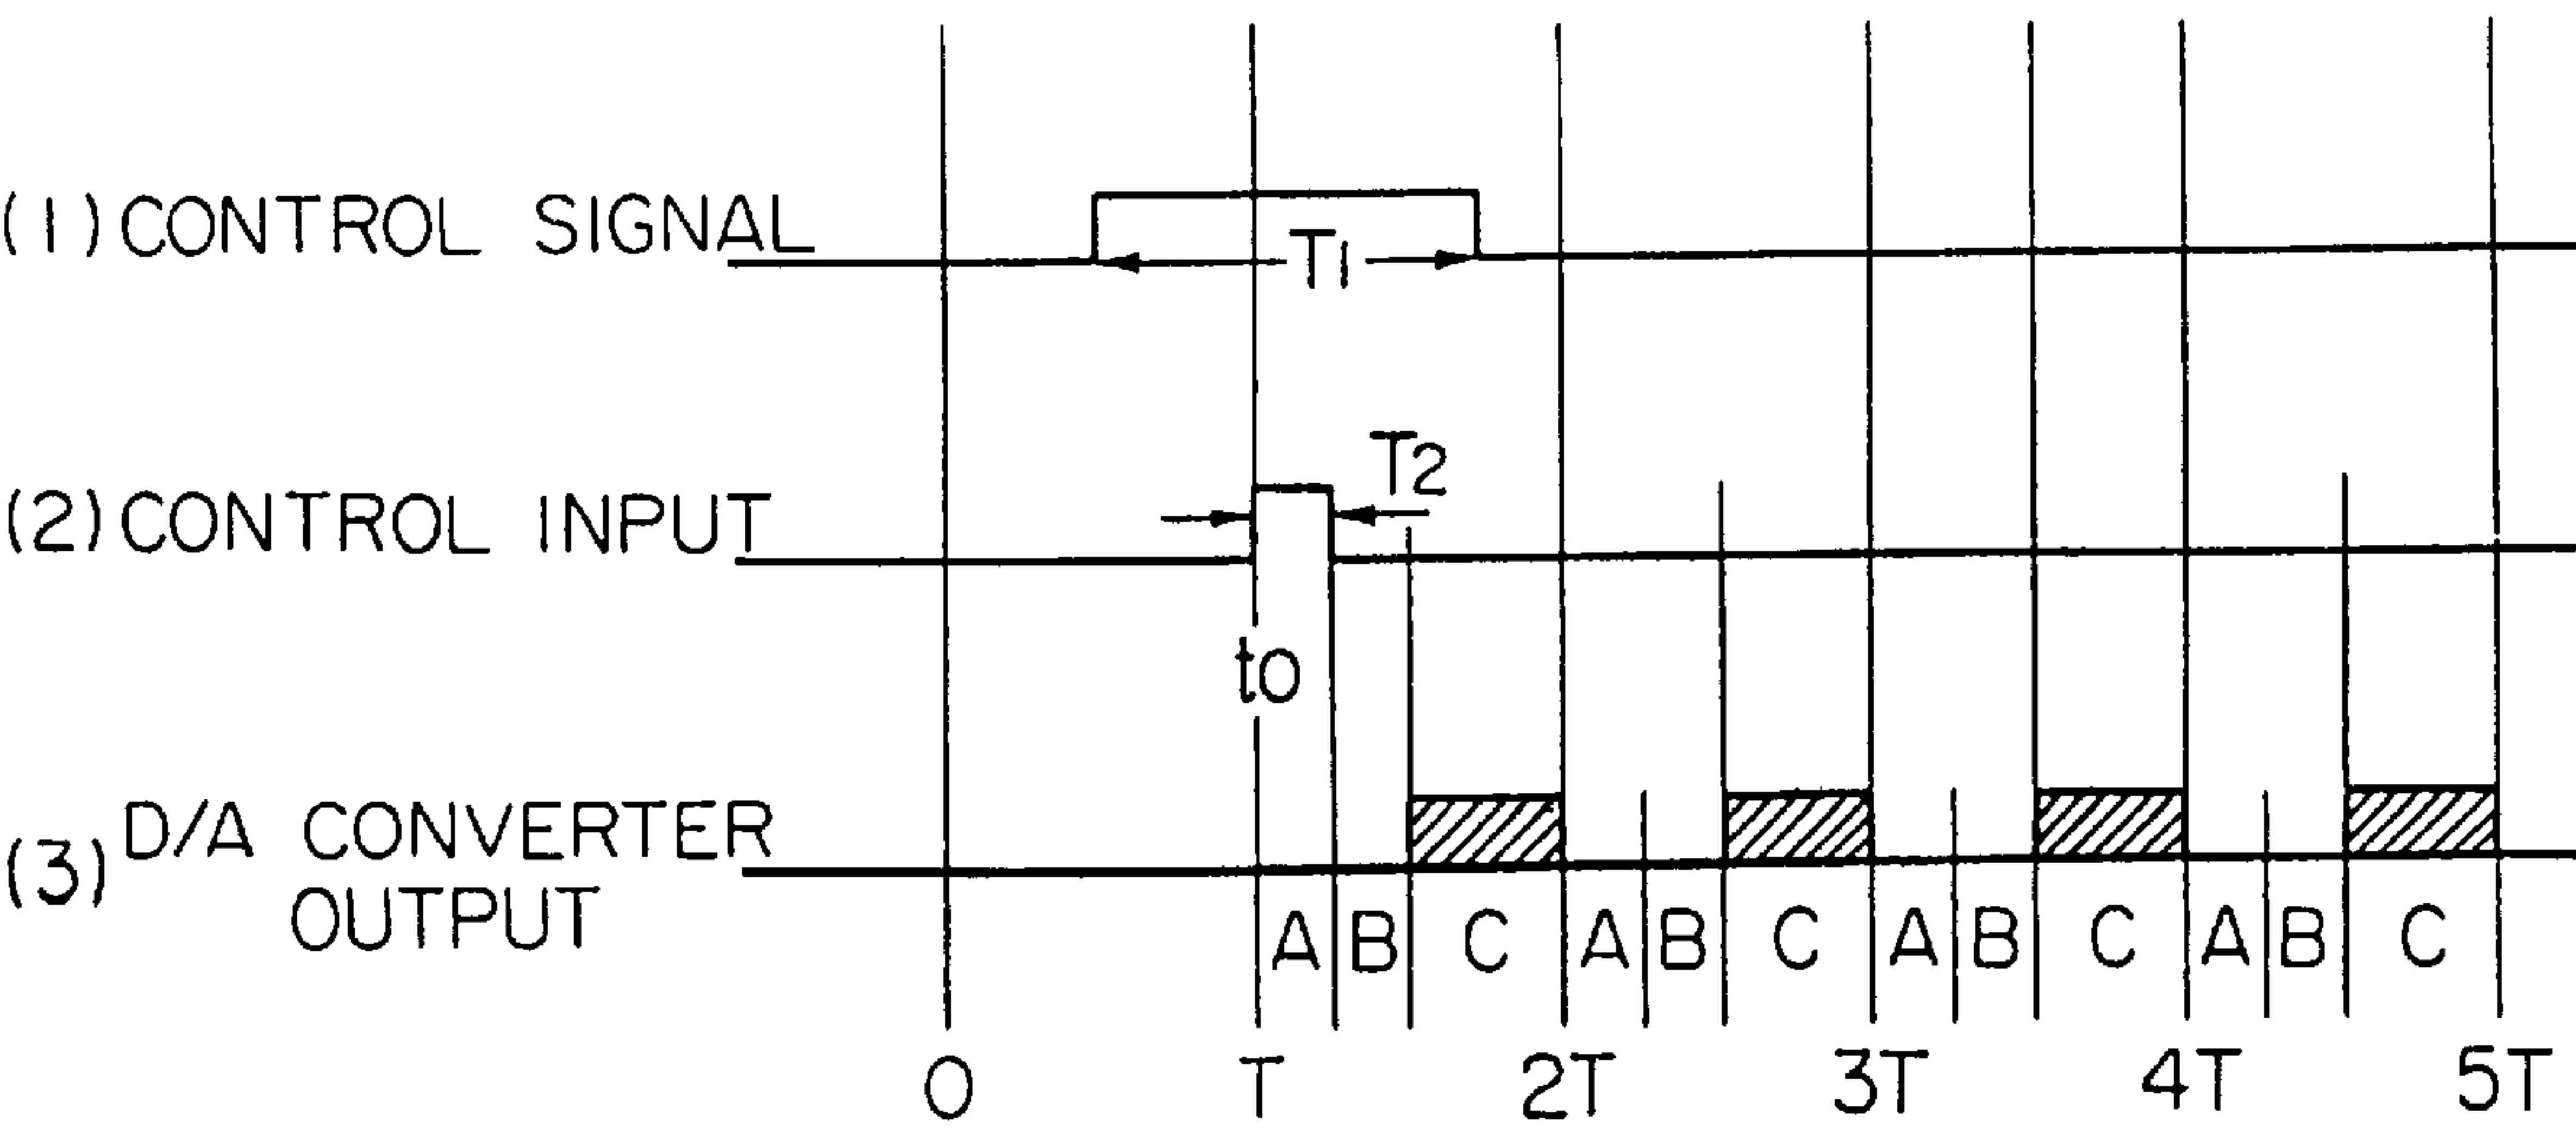 (1) CONTROL SIGNAL
T1
T2
(2) CONTROL INPUT
to
(3) D/A CONVERTER
OUTPUT
A B C A B C A B C A B C
0 T 2T 3T 4T 5T